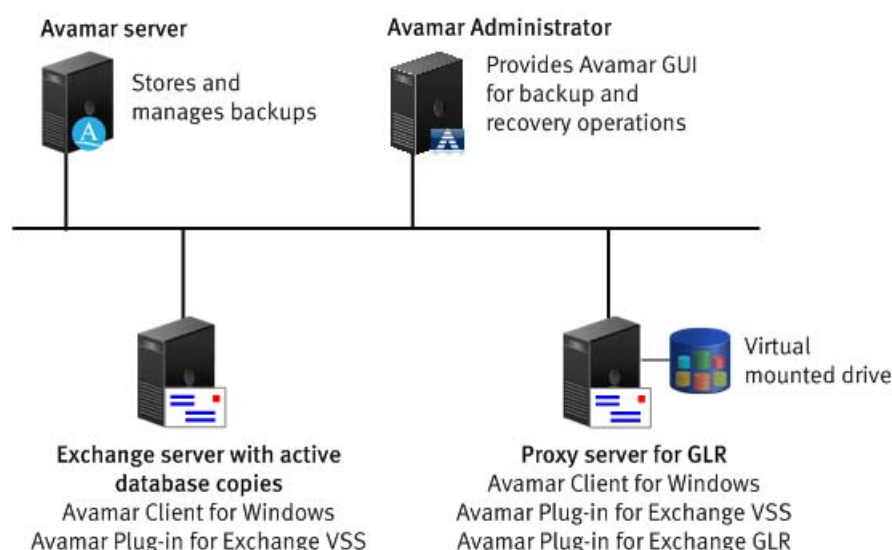 Avamar server
Stores and
manages backups
Avamar Administrator
Provides Avamar GUI
for backup and
recovery operations
A
Virtual
mounted drive
Exchange server with active
database copies
Avamar Client for Windows
Avamar Plug-in for Exchange VSS
Proxy server for GLR
Avamar Client for Windows
Avamar Plug-in for Exchange VSS
Avamar Plug-in for Exchange GLR